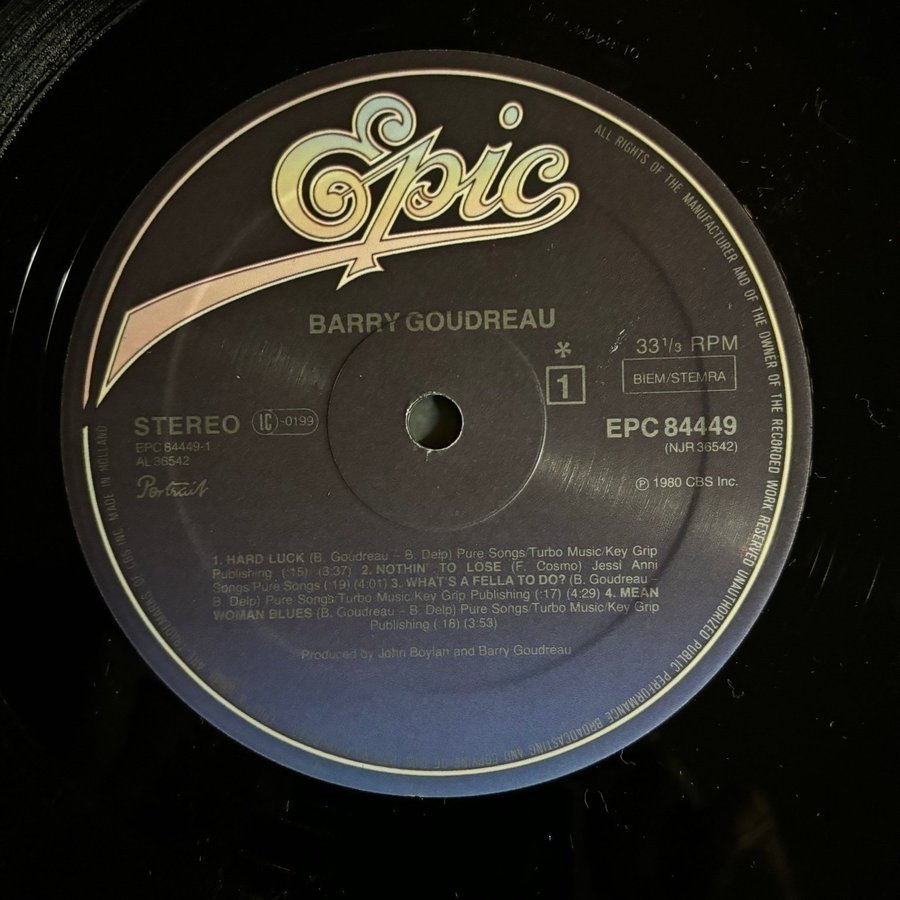 Epic
BARRY GOUDREAU
33 1/3 RPM
BIEM/STEMRA
*
1
STEREO
LC -0199
EPC 84449-1
AL 36542
Portrait
EPC 84449
(NJR 36542)
℗ 1980 CBS Inc.
1. HARD LUCK (B. Goudreau – B. Delp) Pure Songs/Turbo Music/Key Grip
Publishing (:15) (3:37) 2. NOTHIN' TO LOSE (F. Cosmo) Jessi Anni
Songs/Pure Songs (:19) (4:01) 3. WHAT'S A FELLA TO DO? (B. Goudreau –
B. Delp) Pure Songs/Turbo Music/Key Grip Publishing (:17) (4:29) 4. MEAN
WOMAN BLUES (B. Goudreau – B. Delp) Pure Songs/Turbo Music/Key Grip
Publishing (:18) (3:53)
Produced by John Boylan and Barry Goudreau
ALL RIGHTS OF THE MANUFACTURER AND OF THE OWNER OF THE RECORDED WORK RESERVED UNAUTHORIZED PUBLIC PERFORMANCE BROADCASTING AND COPYING OF
OF CBS INC. MADE IN HOLLAND